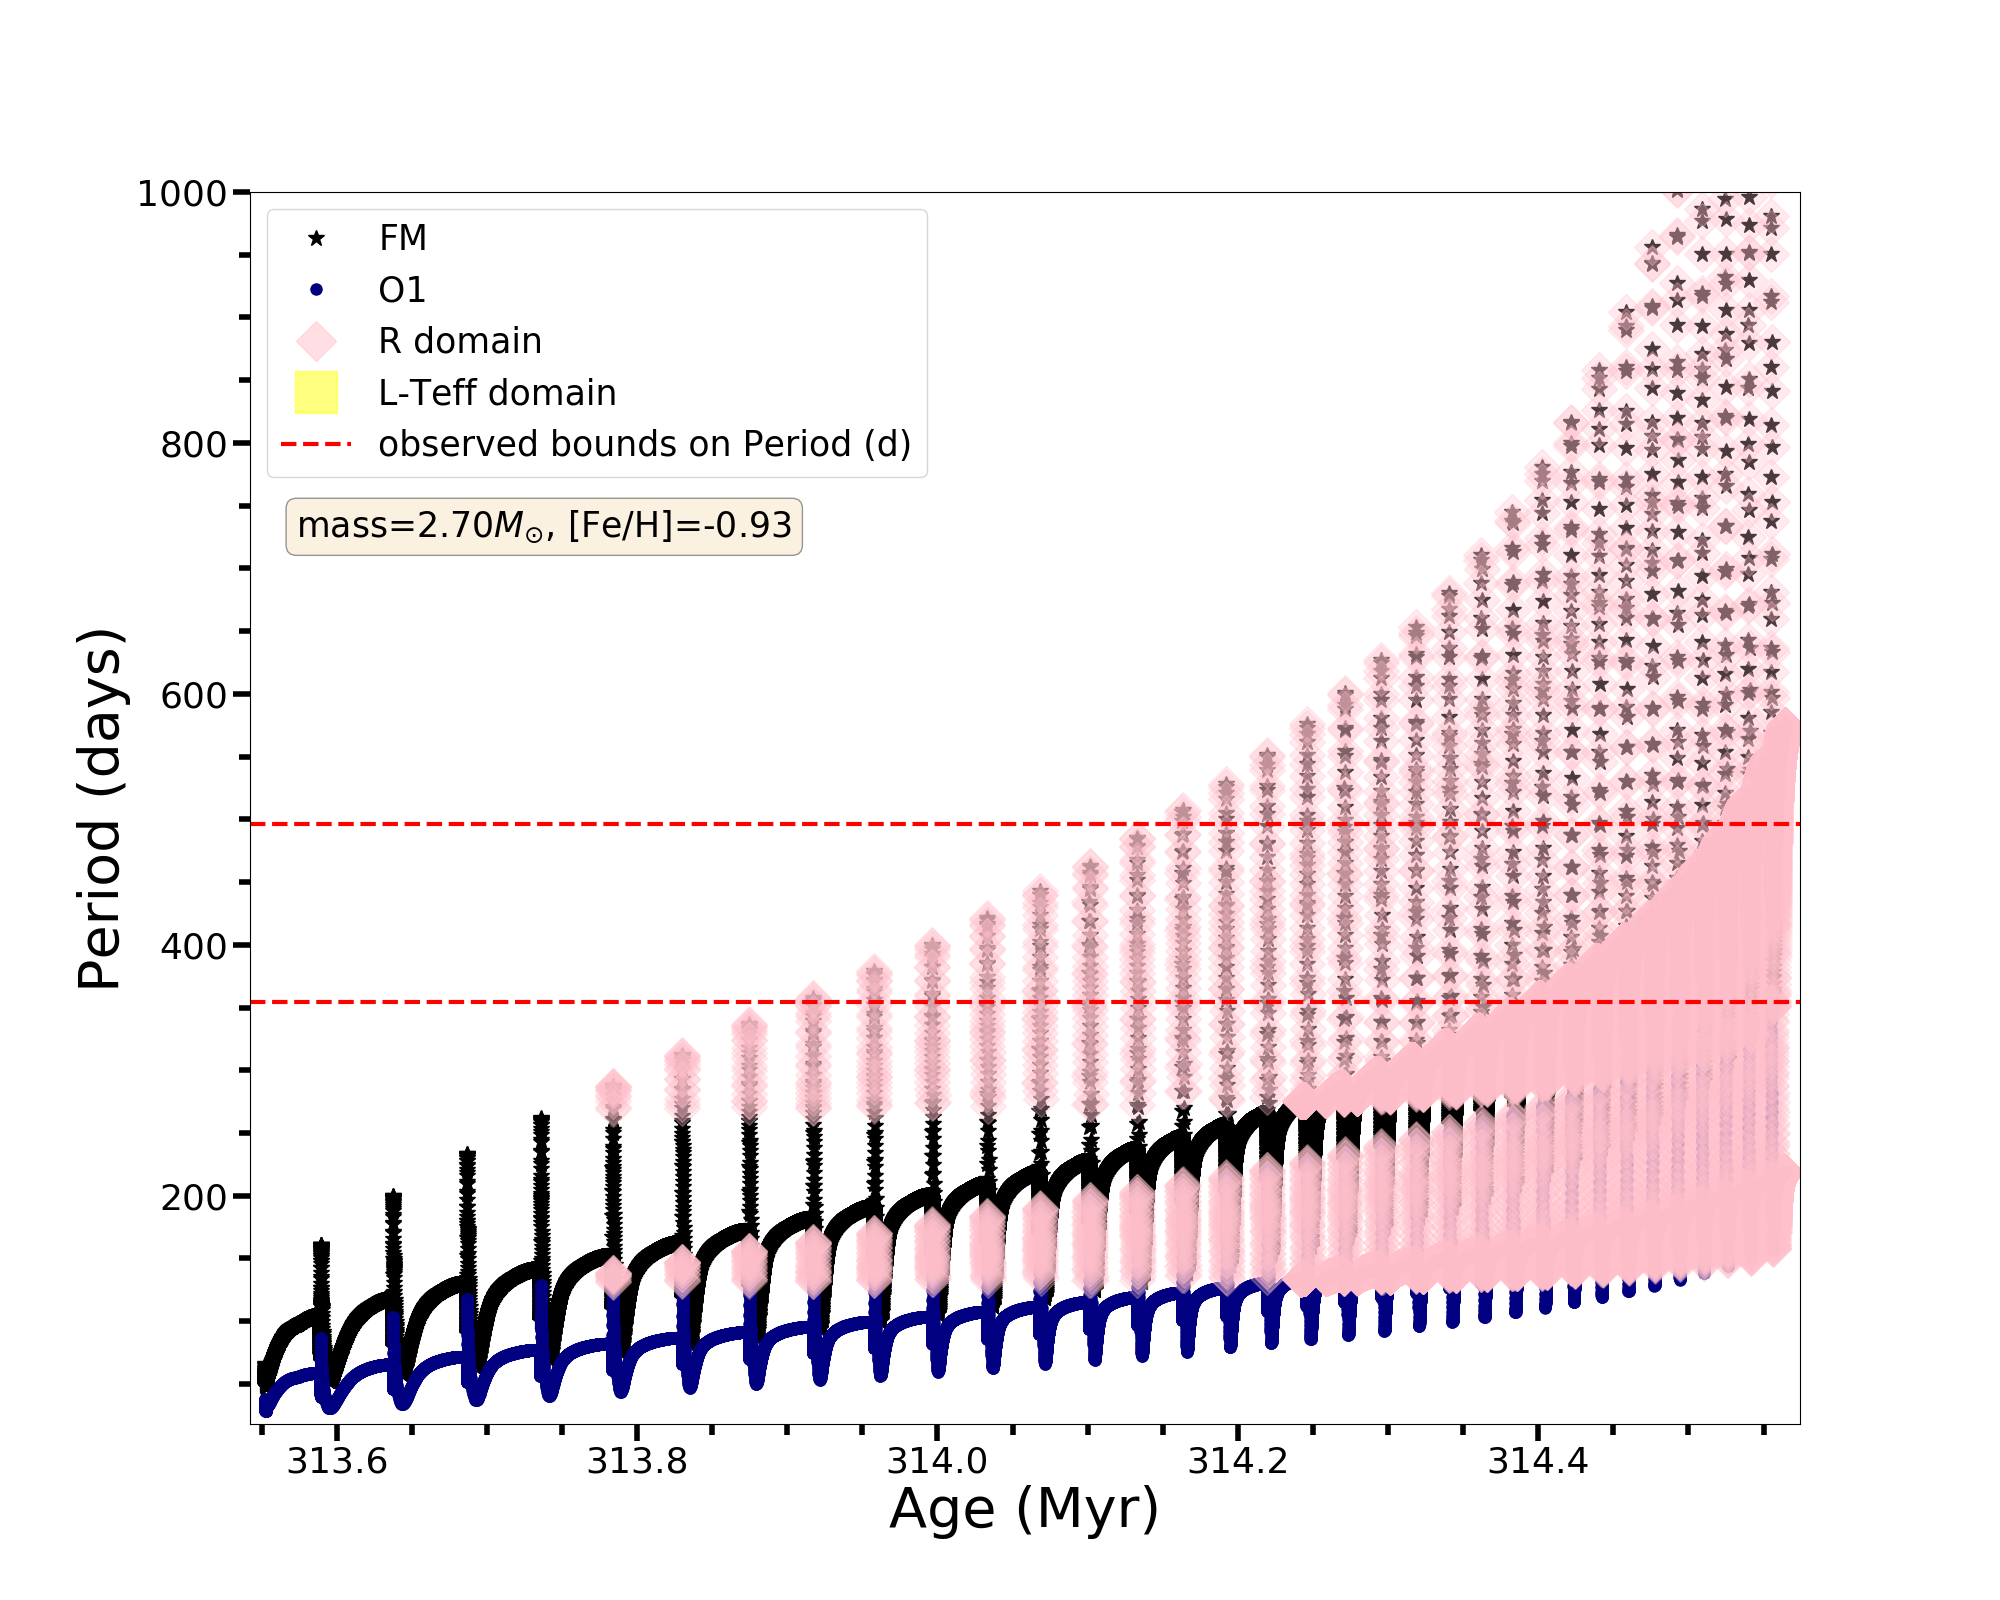 1000
800
600
400
200
Period (days)
FM
O1
R domain
L-Teff domain
observed bounds on Period (d)
mass=2.70M☉, [Fe/H]=-0.93
313.6 313.8 314.0 314.2 314.4
Age (Myr)